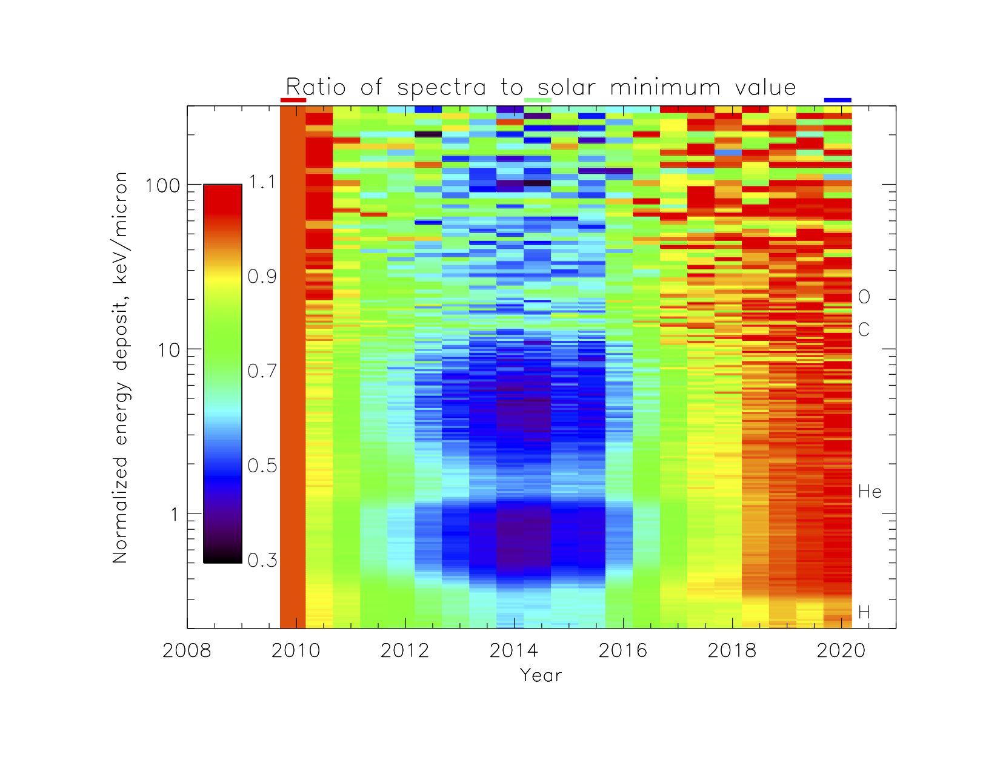 Ratio of spectra to solar minimum value
Normalized energy deposit, keV/micron
100
10
1
1.1
0.9
0.7
0.5
0.3
O
C
He
H
2008 2010 2012 2014 2016 2018 2020
Year